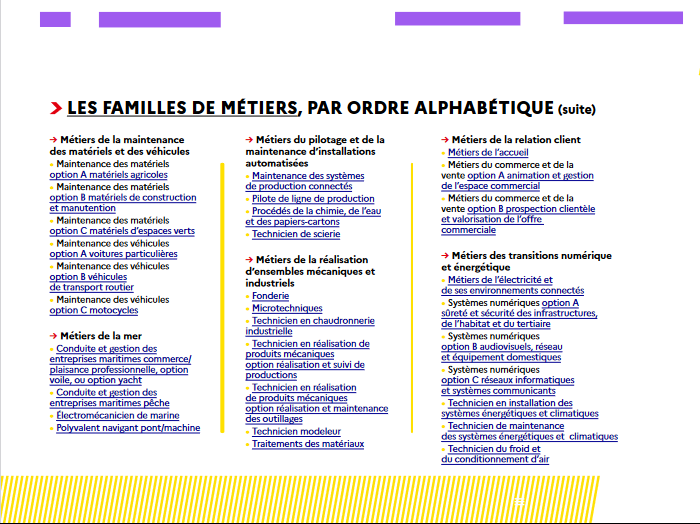 LES FAMILLES DE MÉTIERS, PAR ORDRE ALPHABÉTIQUE (suite)
→ Métiers de la maintenance
des matériels et des véhicules
• Maintenance des matériels
option A matériels agricoles
• Maintenance des matériels
option B matériels de construction
et manutention
• Maintenance des matériels
option C matériels d'espaces verts
• Maintenance des véhicules
option A voitures particulières
• Maintenance des véhicules
option B véhicules
de transport routier
• Maintenance des véhicules
option C motocycles
→ Métiers de la mer
• Conduite et gestion des
entreprises maritimes commerce/
plaisance professionnelle, option
voile, ou option yacht
• Conduite et gestion des
entreprises maritimes pêche
• Électromécanicien de marine
• Polyvalent navigant pont/machine
→ Métiers du pilotage et de la
maintenance d'installations
automatisées
• Maintenance des systèmes
de production connectés
• Pilote de ligne de production
• Procédés de la chimie, de l'eau
et des papiers-cartons
• Technicien de scierie
→ Métiers de la réalisation
d'ensembles mécaniques et
industriels
• Fonderie
• Microtechniques
• Technicien en chaudronnerie
industrielle
• Technicien en réalisation de
produits mécaniques
option réalisation et suivi de
productions
• Technicien en réalisation
de produits mécaniques
option réalisation et maintenance
des outillages
• Technicien modeleur
• Traitements des matériaux
→ Métiers de la relation client
• Métiers de l'accueil
• Métiers du commerce et de la
vente option A animation et gestion
de l'espace commercial
• Métiers du commerce et de la
vente option B prospection clientèle
et valorisation de l'offre
commerciale
→ Métiers des transitions numérique
et énergétique
• Métiers de l'électricité et
de ses environnements connectés
• Systèmes numériques option A
sûreté et sécurité des infrastructures,
de l'habitat et du tertiaire
• Systèmes numériques
option B audiovisuels, réseau
et équipement domestiques
• Systèmes numériques
option C réseaux informatiques
et systèmes communicants
• Technicien en installation des
systèmes énergétiques et climatiques
• Technicien de maintenance
des systèmes énergétiques et climatiques
• Technicien du froid et
du conditionnement d'air